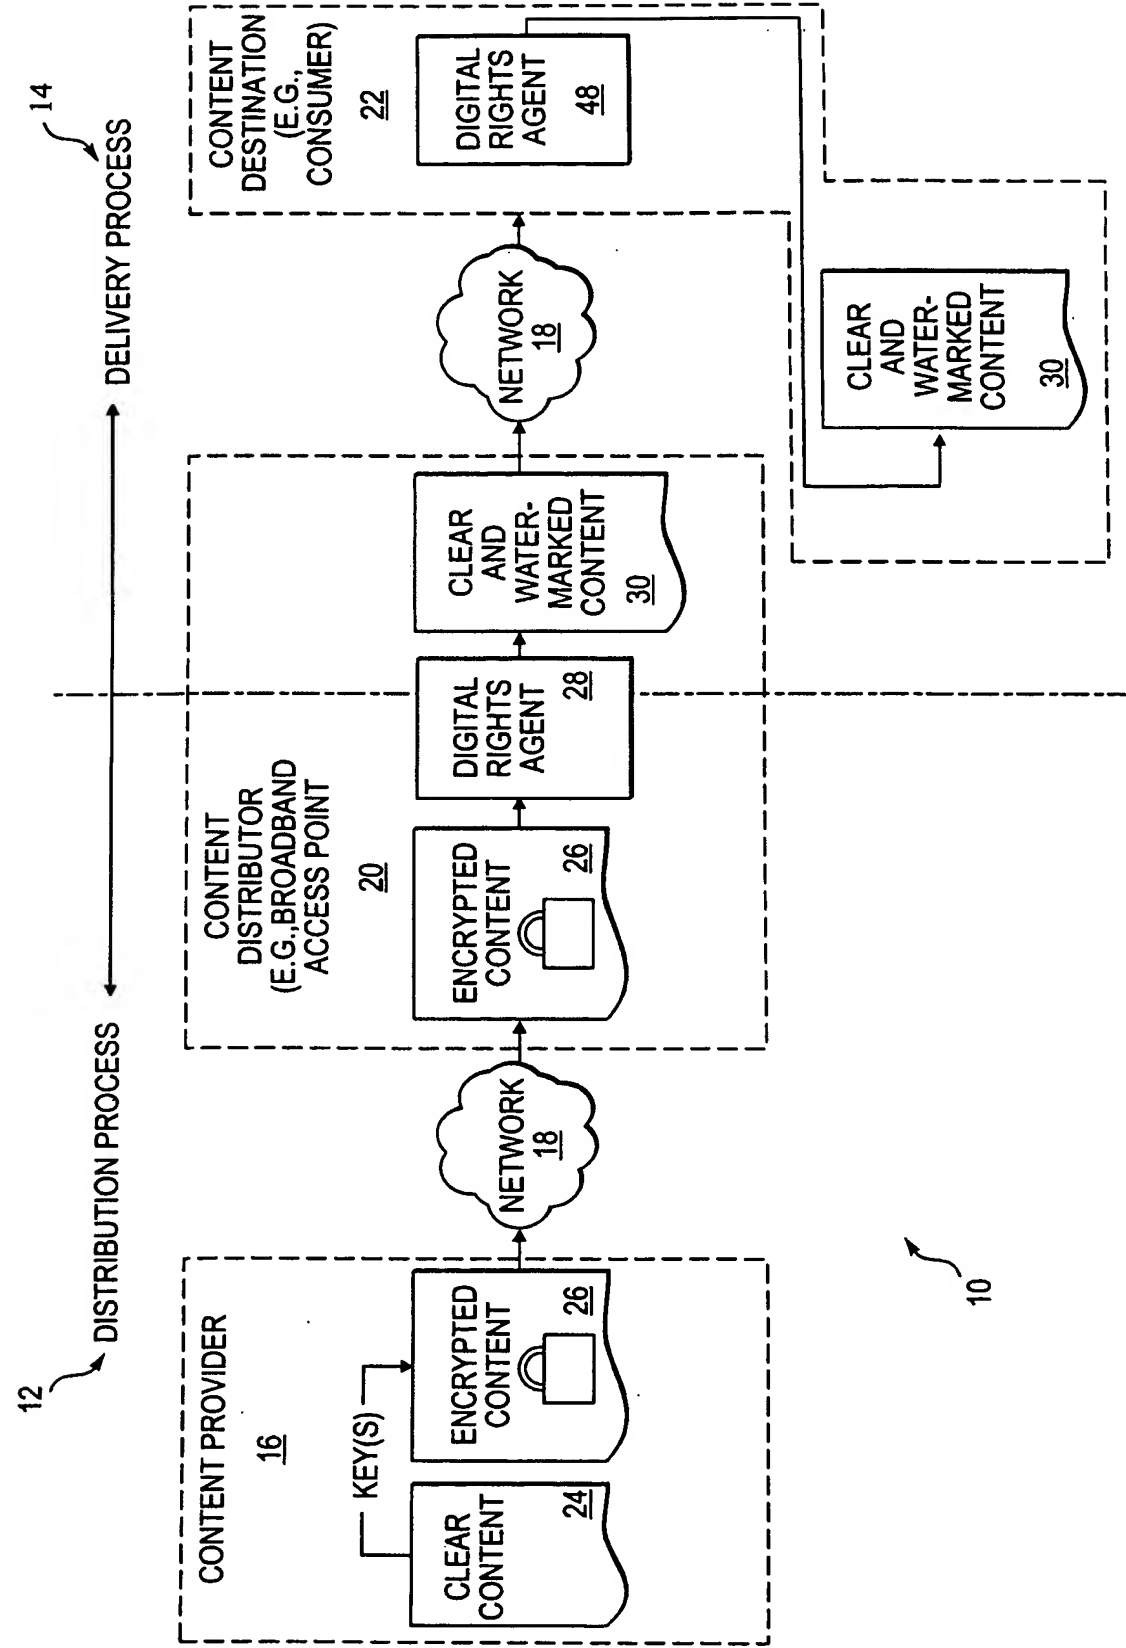 12
DISTRIBUTION PROCESS
DELIVERY PROCESS
14
CONTENT PROVIDER
16
KEY(S)
CLEAR
CONTENT
24
ENCRYPTED
CONTENT
26
NETWORK
18
CONTENT
DISTRIBUTOR
(E.G.,BROADBAND
ACCESS POINT
20
ENCRYPTED
CONTENT
26
DIGITAL
RIGHTS
AGENT
28
CLEAR
AND
WATER-
MARKED
CONTENT
30
NETWORK
18
CONTENT
DESTINATION
(E.G.,
CONSUMER)
22
DIGITAL
RIGHTS
AGENT
48
CLEAR
AND
WATER-
MARKED
CONTENT
30
10